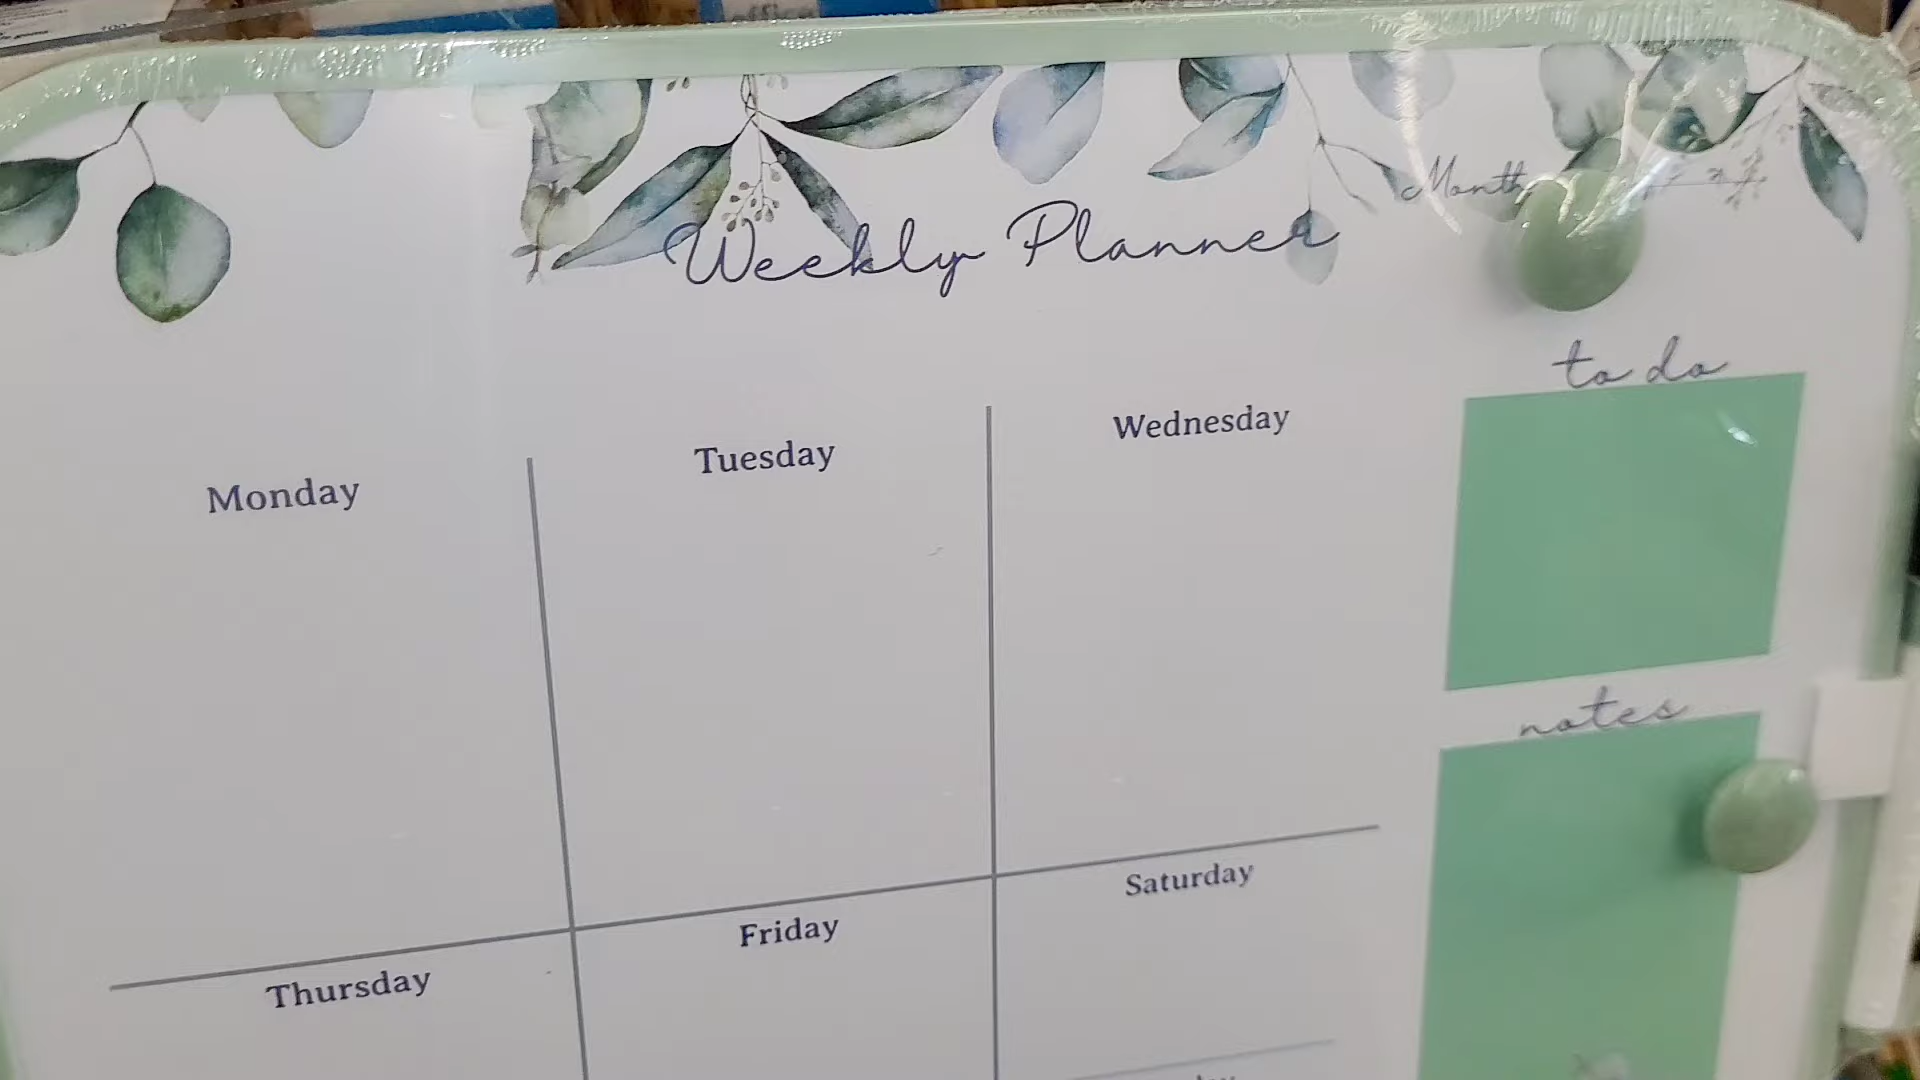 Weekly Planner
Month
to do
Monday
Tuesday
Wednesday
notes
Thursday
Friday
Saturday